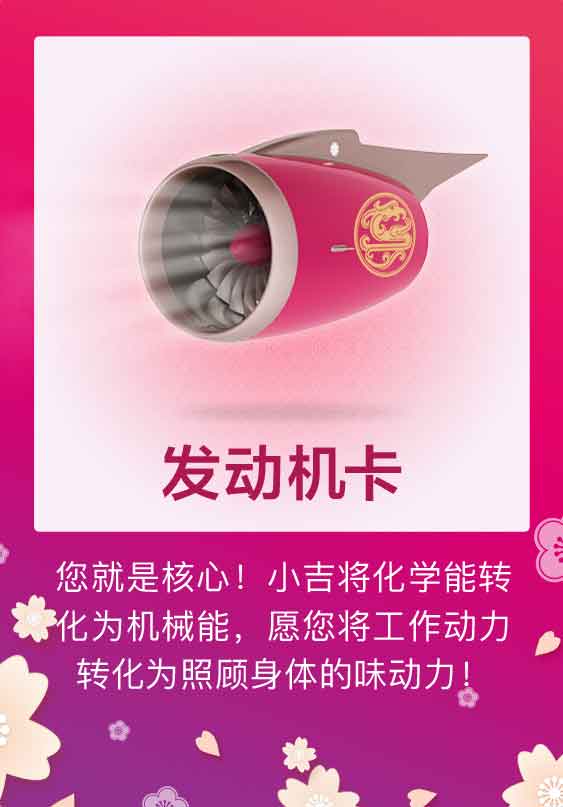 发动机卡
您就是核心！小吉将化学能转
化为机械能，愿您将工作动力
转化为照顾身体的味动力！